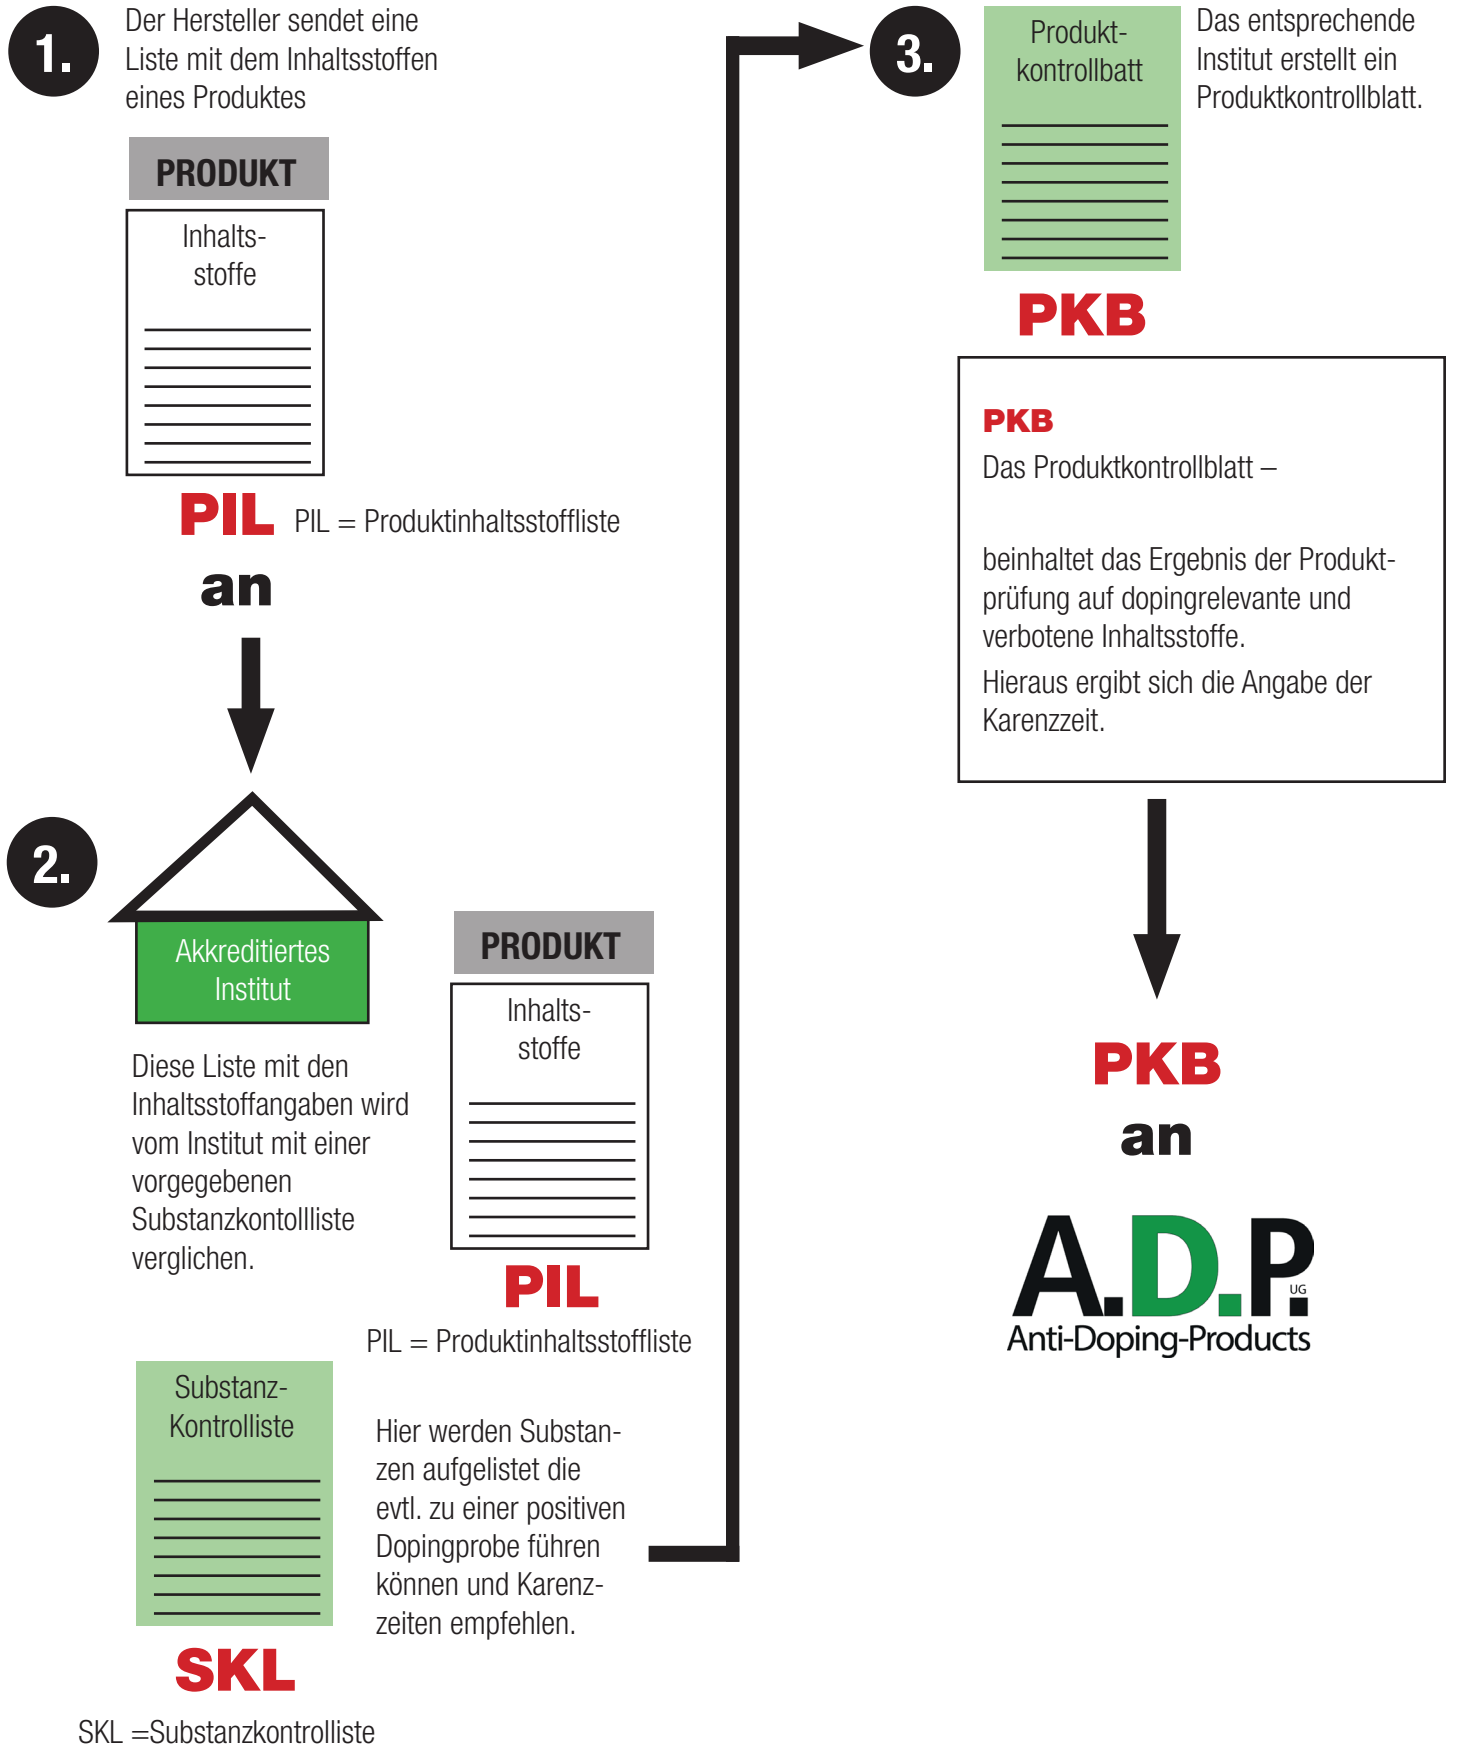 1.
Der Hersteller sendet eine
Liste mit dem Inhaltsstoffen
eines Produktes
PRODUKT
Inhalts-
stoffe
PIL
PIL = Produktinhaltsstoffliste
an
2.
Akkreditiertes
Institut
Diese Liste mit den
Inhaltsstoffangaben wird
vom Institut mit einer
vorgegebenen
Substanzkontollliste
verglichen.
PRODUKT
Inhalts-
stoffe
PIL
PIL = Produktinhaltsstoffliste
Substanz-
Kontrolliste
SKL
SKL =Substanzkontrolliste
Hier werden Substan-
zen aufgelistet die
evtl. zu einer positiven
Dopingprobe führen
können und Karenz-
zeiten empfehlen.
3.
Produkt-
kontrollbatt
Das entsprechende
Institut erstellt ein
Produktkontrollblatt.
PKB
PKB
Das Produktkontrollblatt –
beinhaltet das Ergebnis der Produkt-
prüfung auf dopingrelevante und
verbotene Inhaltsstoffe.
Hieraus ergibt sich die Angabe der
Karenzzeit.
PKB
an
A.D.P.
UG
Anti-Doping-Products